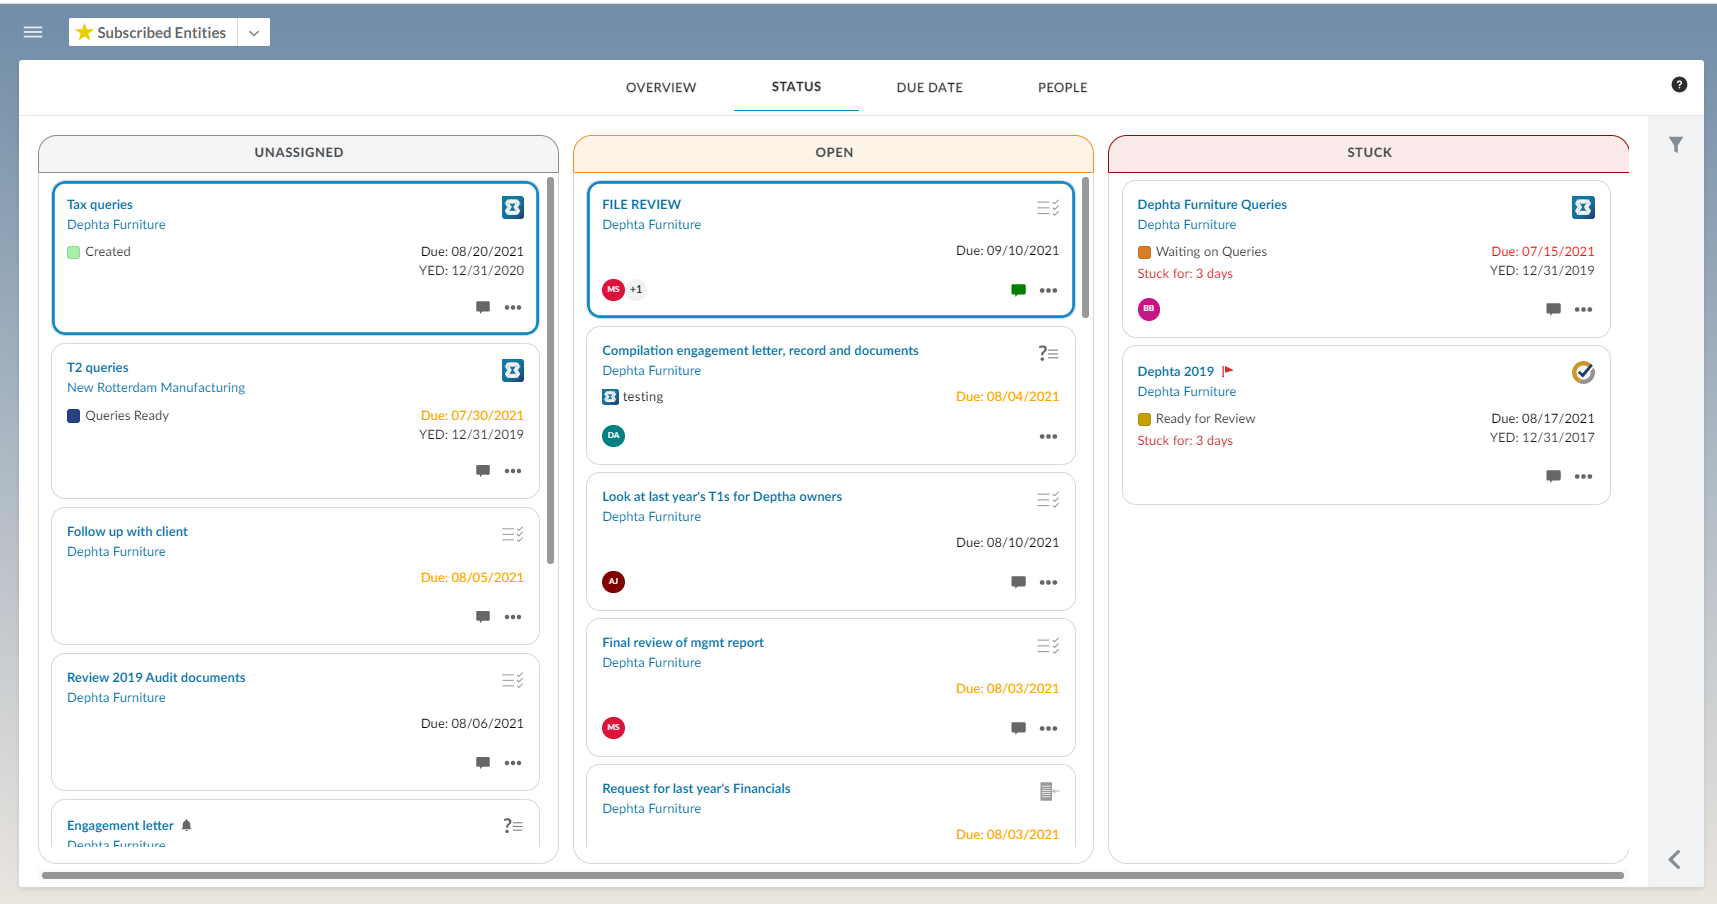 Subscribed Entities
OVERVIEW
STATUS
DUE DATE
PEOPLE
?
UNASSIGNED
Tax queries
Dephta Furniture
Created
Due: 08/20/2021
YED: 12/31/2020
T2 queries
New Rotterdam Manufacturing
Queries Ready
Due: 07/30/2021
YED: 12/31/2019
Follow up with client
Dephta Furniture
Due: 08/05/2021
Review 2019 Audit documents
Dephta Furniture
Due: 08/06/2021
Engagement letter
Dephta Furniture
OPEN
FILE REVIEW
Dephta Furniture
Due: 09/10/2021
MS +1
Compilation engagement letter, record and documents
Dephta Furniture
testing
Due: 08/04/2021
DA
Look at last year's T1s for Deptha owners
Dephta Furniture
Due: 08/10/2021
AJ
Final review of mgmt report
Dephta Furniture
Due: 08/03/2021
MS
Request for last year's Financials
Dephta Furniture
Due: 08/03/2021
STUCK
Dephta Furniture Queries
Dephta Furniture
Waiting on Queries
Due: 07/15/2021
Stuck for: 3 days
YED: 12/31/2019
BB
Dephta 2019
Dephta Furniture
Ready for Review
Due: 08/17/2021
Stuck for: 3 days
YED: 12/31/2017